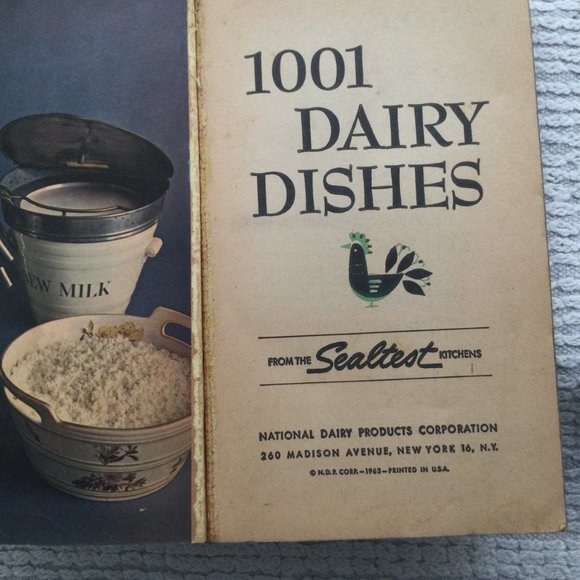 EW MILK
1001
DAIRY
DISHES
FROM THE Sealtest KITCHENS
NATIONAL DAIRY PRODUCTS CORPORATION
260 MADISON AVENUE, NEW YORK 16, N.Y.
© N.D.P. CORP.—1963—PRINTED IN U.S.A.